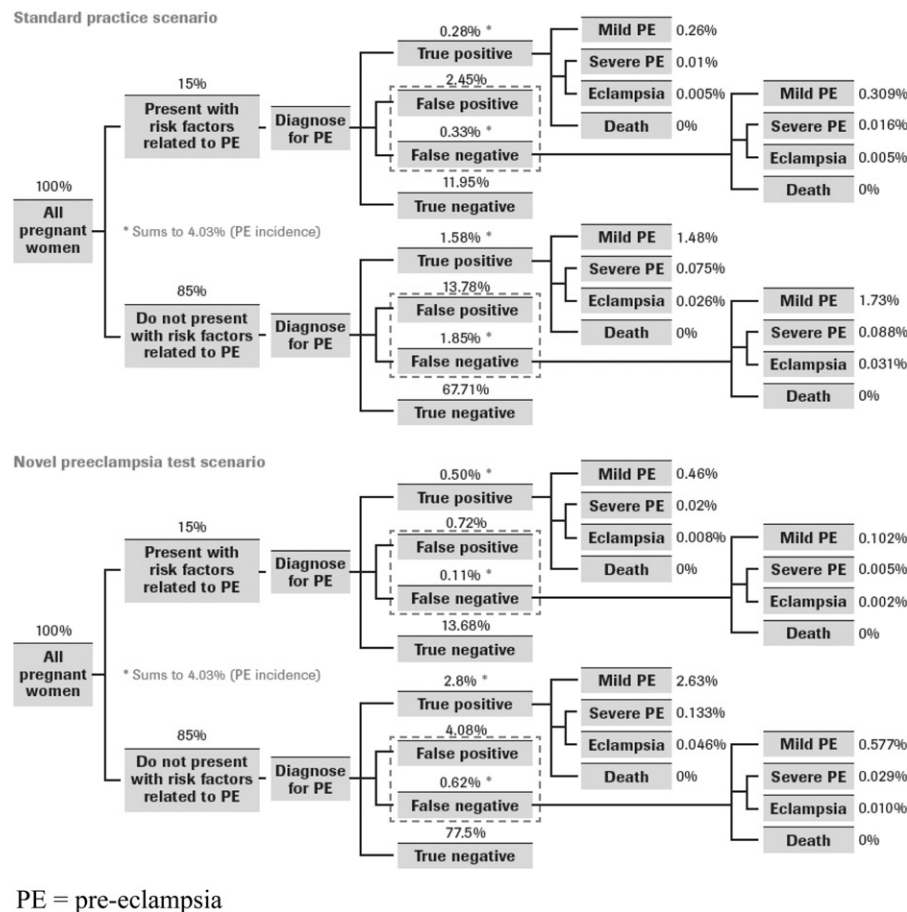 Standard practice scenario
0.28% *
True positive
Mild PE 0.26%
Severe PE 0.01%
Eclampsia 0.005%
Death 0%
15%
Present with
risk factors
related to PE
Diagnose
for PE
2.45%
False positive
0.33% *
False negative
Mild PE 0.309%
Severe PE 0.016%
Eclampsia 0.005%
Death 0%
11.95%
True negative
100%
All
pregnant
women
* Sums to 4.03% (PE incidence)
1.58% *
True positive
Mild PE 1.48%
Severe PE 0.075%
Eclampsia 0.026%
Death 0%
85%
Do not present
with risk factors
related to PE
Diagnose
for PE
13.78%
False positive
1.85% *
False negative
Mild PE 1.73%
Severe PE 0.088%
Eclampsia 0.031%
Death 0%
67.71%
True negative
Novel preeclampsia test scenario
0.50% *
True positive
Mild PE 0.46%
Severe PE 0.02%
Eclampsia 0.008%
Death 0%
15%
Present with
risk factors
related to PE
Diagnose
for PE
0.72%
False positive
0.11% *
False negative
Mild PE 0.102%
Severe PE 0.005%
Eclampsia 0.002%
Death 0%
13.68%
True negative
100%
All
pregnant
women
* Sums to 4.03% (PE incidence)
2.8% *
True positive
Mild PE 2.63%
Severe PE 0.133%
Eclampsia 0.046%
Death 0%
85%
Do not present
with risk factors
related to PE
Diagnose
for PE
4.08%
False positive
0.62% *
False negative
Mild PE 0.577%
Severe PE 0.029%
Eclampsia 0.010%
Death 0%
77.5%
True negative
PE = pre-eclampsia